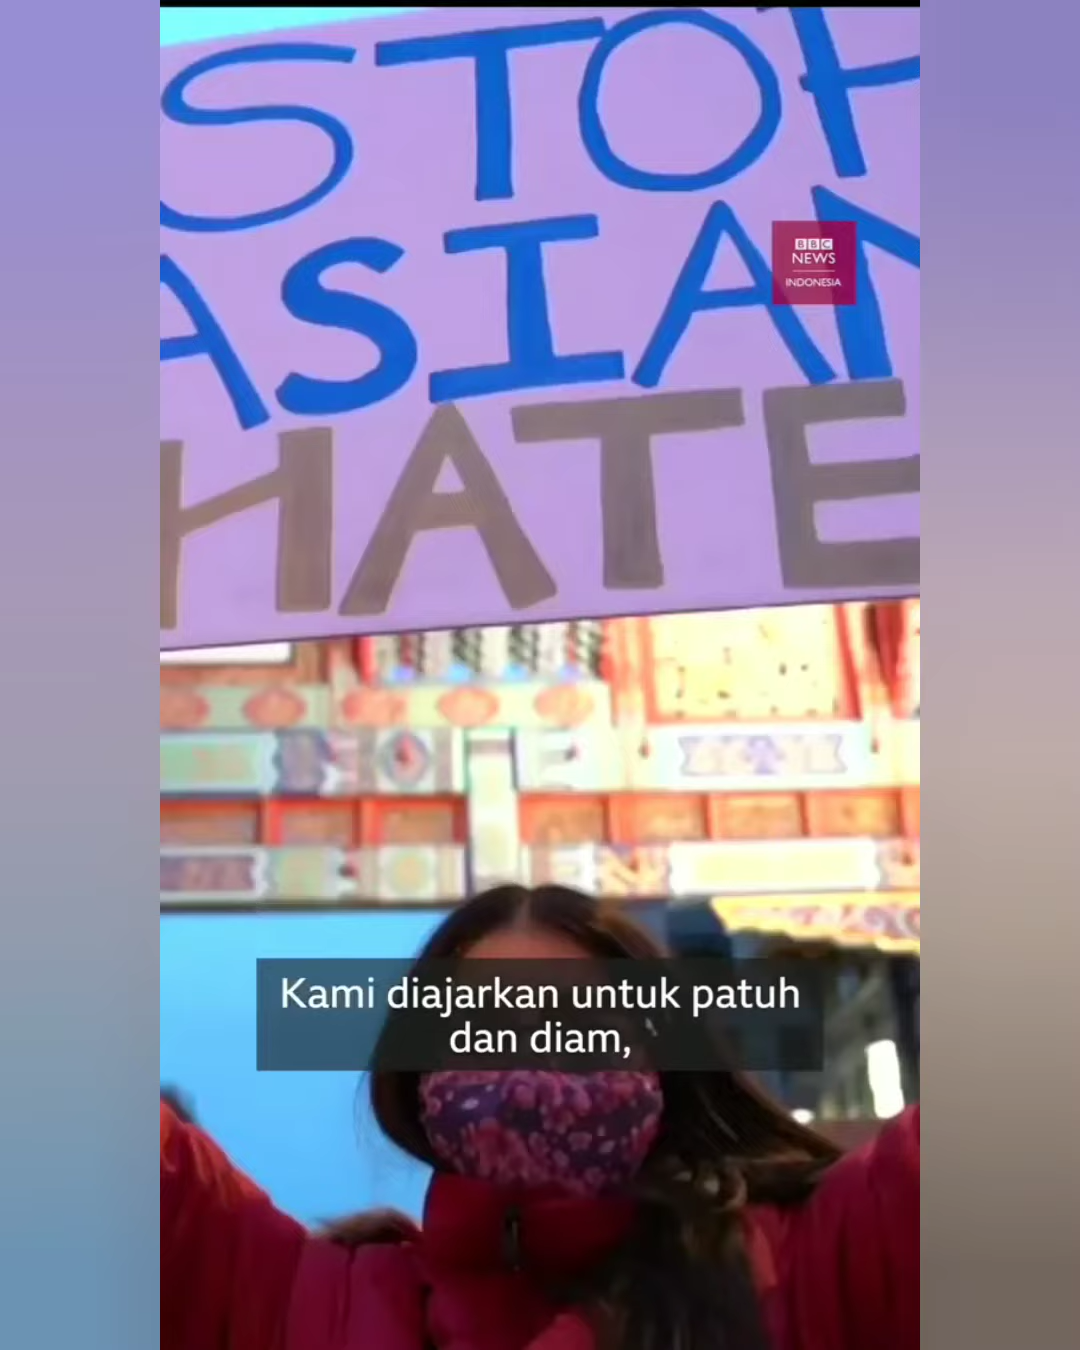 STOP
ASIAN
HATE
BBC
NEWS
INDONESIA
Kami diajarkan untuk patuh
dan diam,